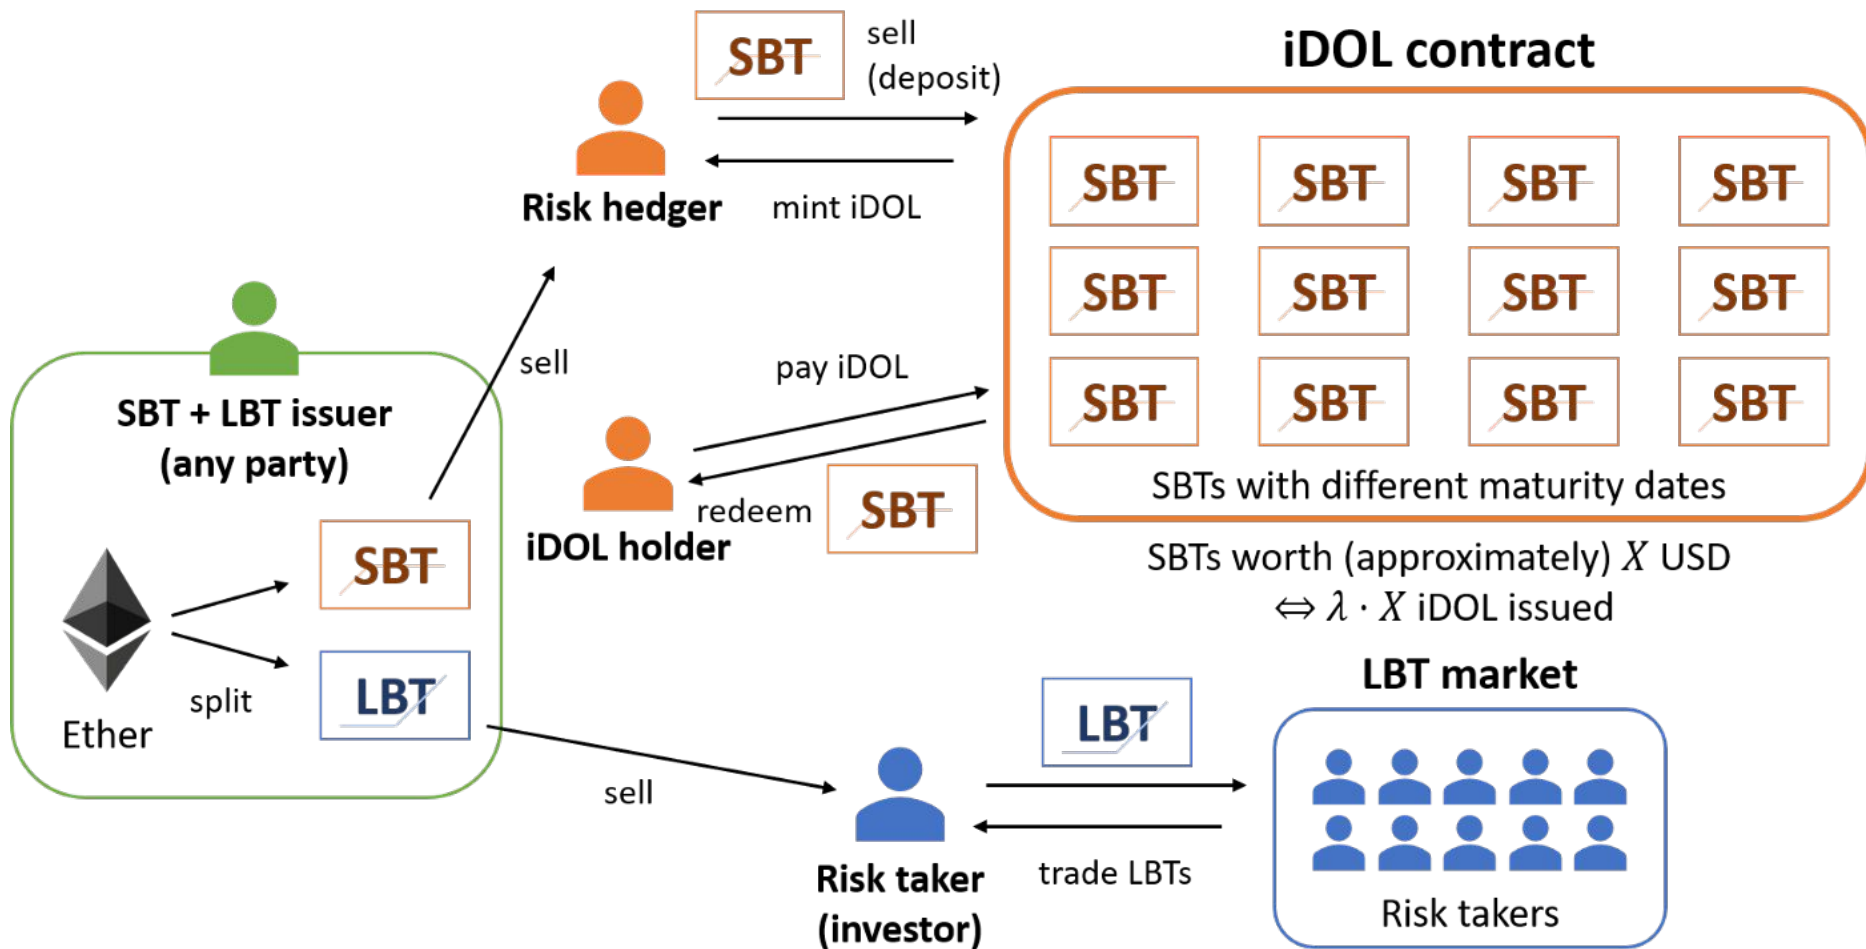 SBT
sell
(deposit)
mint iDOL
Risk hedger
iDOL contract
SBT SBT SBT SBT
SBT SBT SBT SBT
SBT SBT SBT SBT
SBTs with different maturity dates
SBTs worth (approximately) X USD
⇔ λ · X iDOL issued
sell
pay iDOL
redeem
SBT
iDOL holder
SBT + LBT issuer
(any party)
SBT
LBT
split
Ether
sell
LBT
trade LBTs
Risk taker
(investor)
LBT market
Risk takers